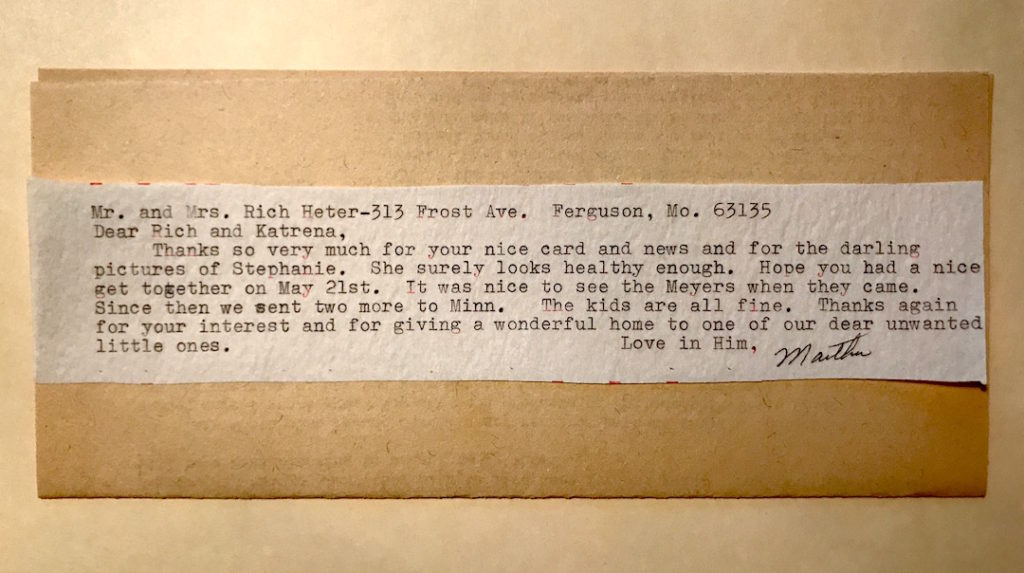 Mr. and Mrs. Rich Heter-313 Frost Ave.  Ferguson, Mo. 63135
Dear Rich and Katrena,
Thanks so very much for your nice card and news and for the darling
pictures of Stephanie.  She surely looks healthy enough.  Hope you had a nice
get together on May 21st.  It was nice to see the Meyers when they came.
Since then we sent two more to Minn.   The kids are all fine.  Thanks again
for your interest and for giving a wonderful home to one of our dear unwanted
little ones.   Love in Him, Martha